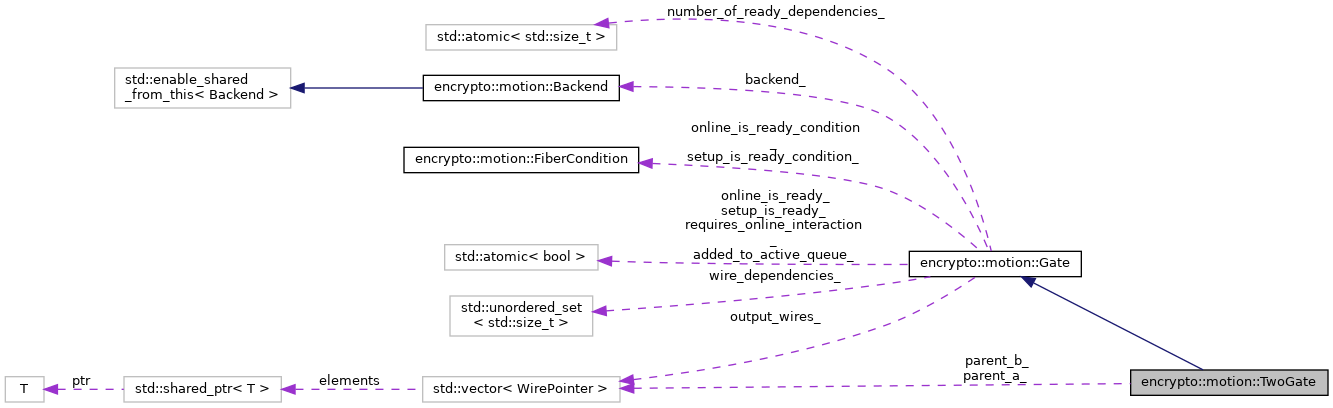 number_of_ready_dependencies_
std::atomic< std::size_t >
std::enable_shared
_from_this< Backend >
encrypto::motion::Backend
backend_
online_is_ready_condition
_
setup_is_ready_condition_
encrypto::motion::FiberCondition
online_is_ready_
setup_is_ready_
requires_online_interaction
_
added_to_active_queue_
std::atomic< bool >
encrypto::motion::Gate
wire_dependencies_
std::unordered_set
< std::size_t >
output_wires_
parent_b_
parent_a_
T
ptr
std::shared_ptr< T >
elements
std::vector< WirePointer >
encrypto::motion::TwoGate